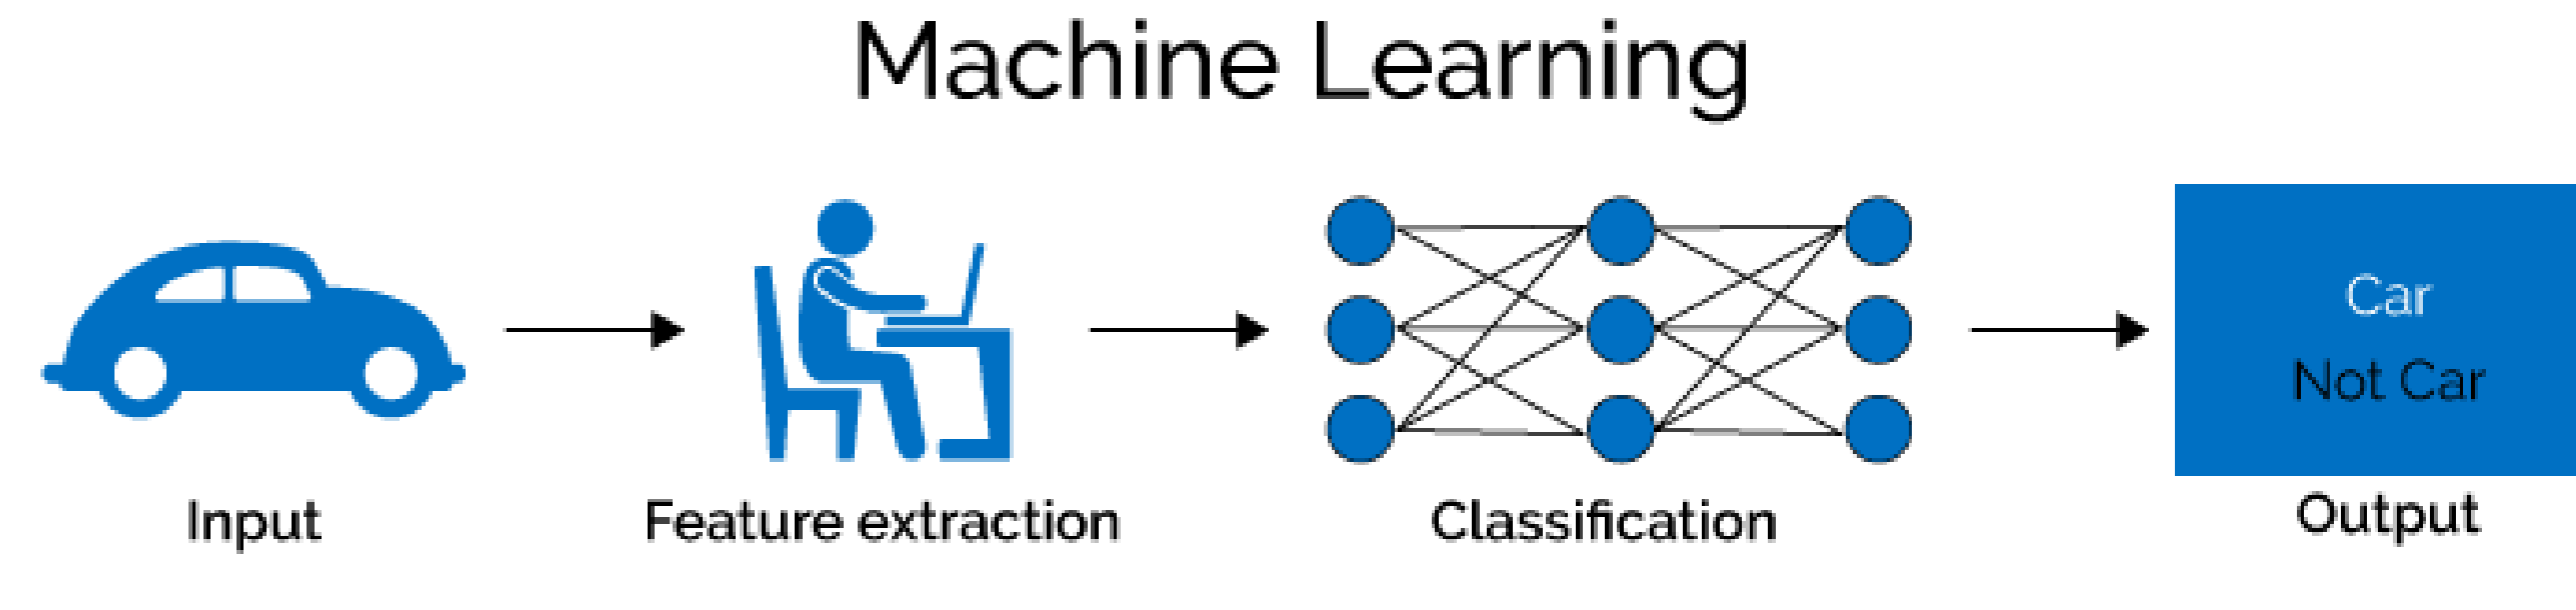 Machine Learning
Car
Not Car
Input
Feature extraction
Classification
Output